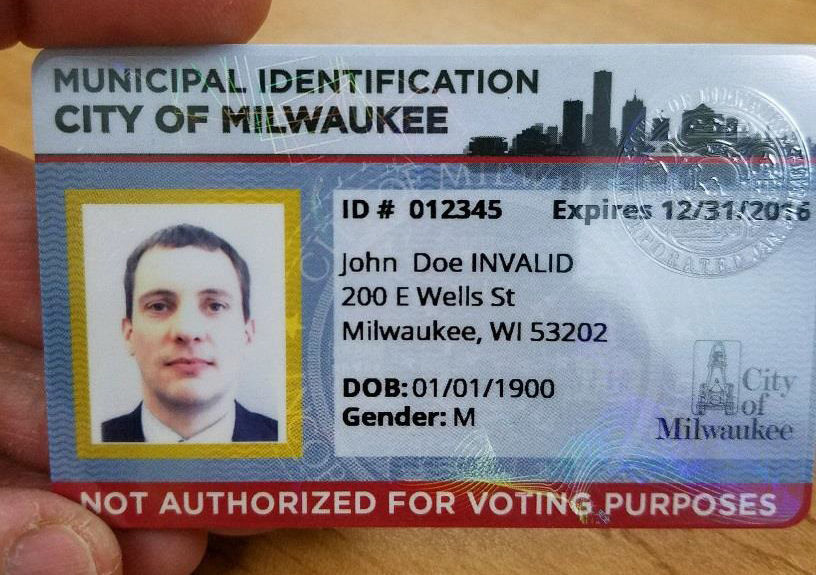 MUNICIPAL IDENTIFICATION
CITY OF MILWAUKEE
ID # 012345 Expires 12/31/2016
John Doe INVALID
200 E Wells St
Milwaukee, WI 53202
DOB: 01/01/1900
Gender: M
City
of
Milwaukee
NOT AUTHORIZED FOR VOTING PURPOSES